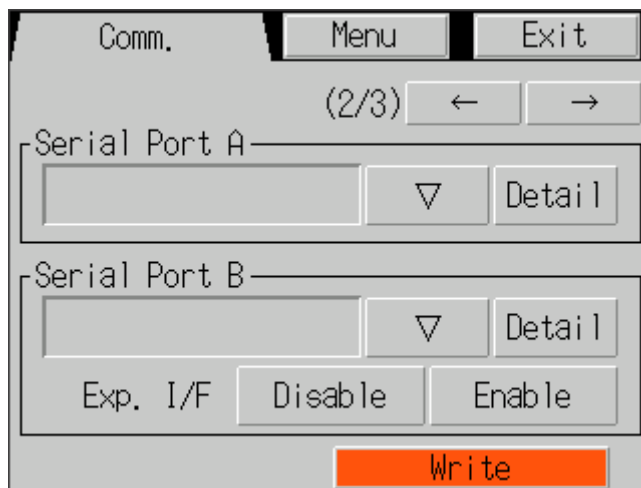 Comm. Menu Exit
(2/3) ← →
Serial Port A
▽ Detail
Serial Port B
▽ Detail
Exp. I/F Disable Enable
Write